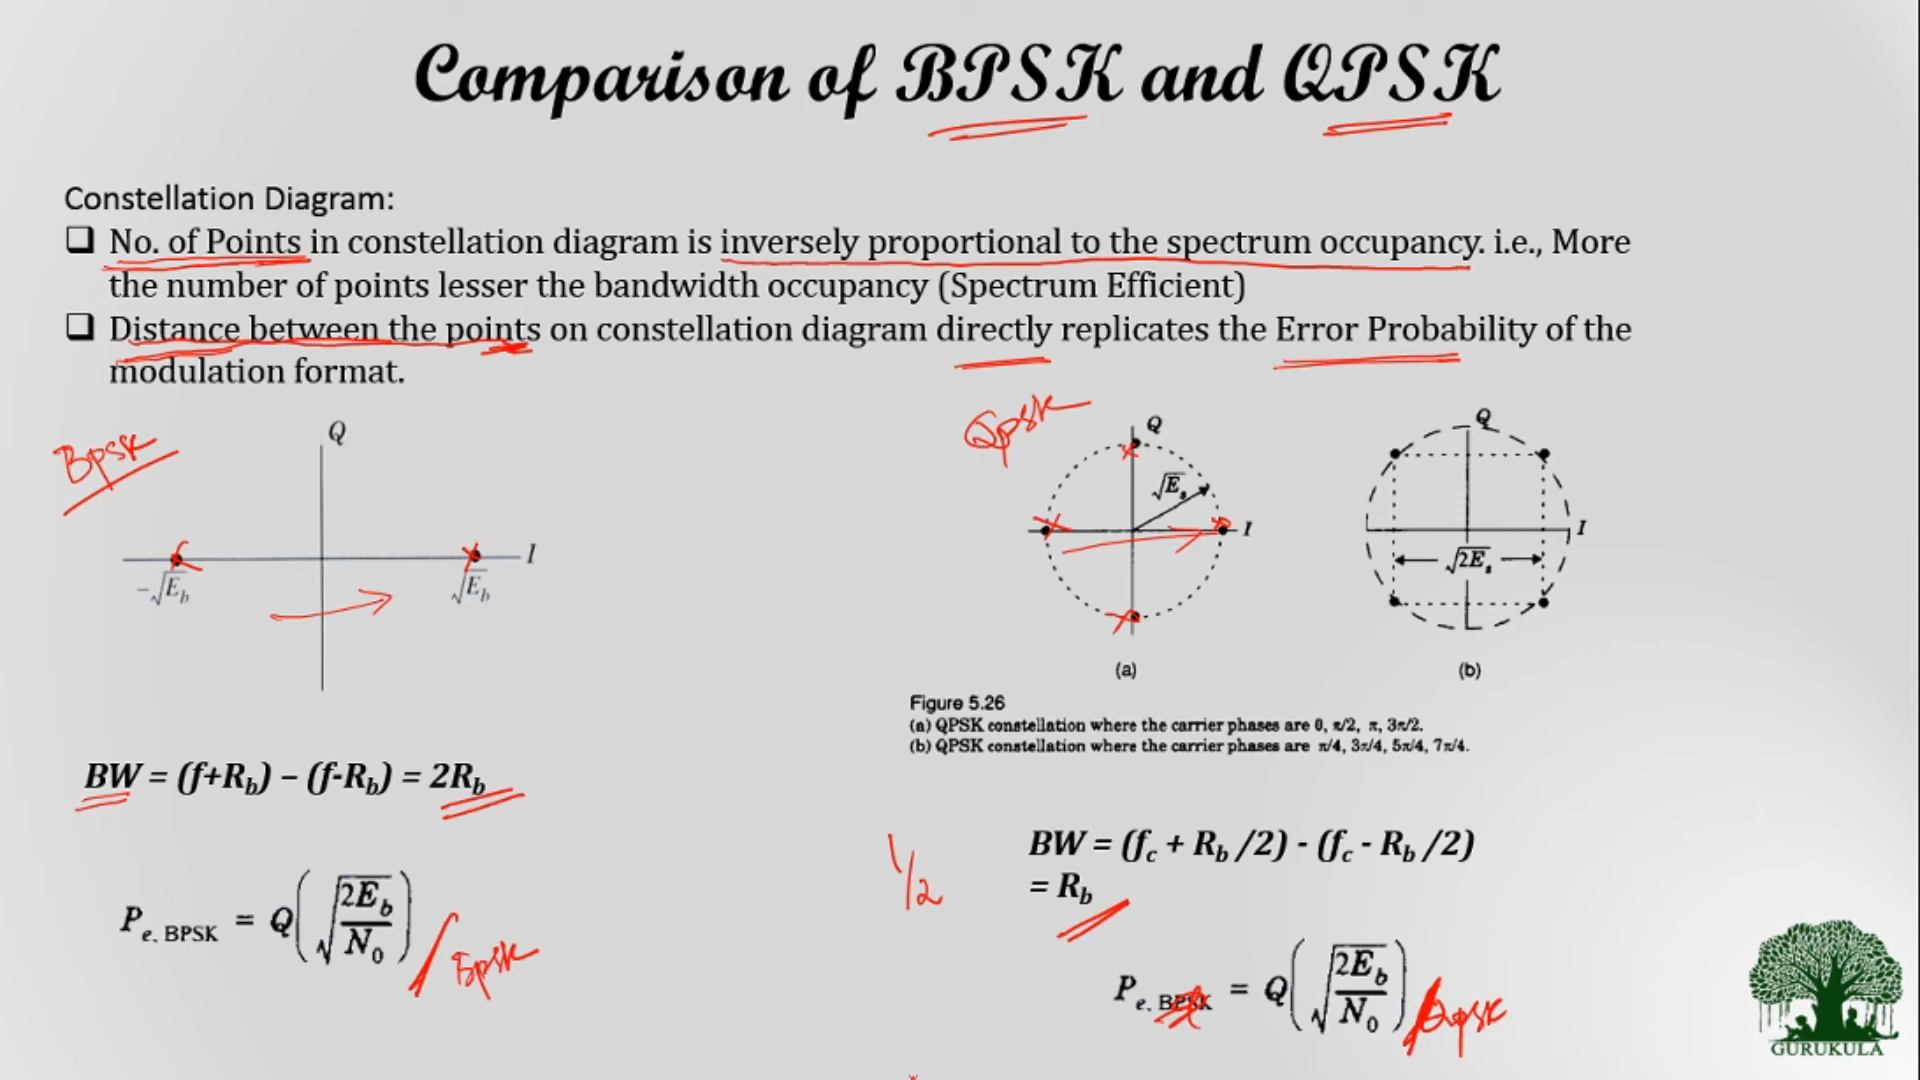 Comparison of BPSK and QPSK
Constellation Diagram:
❑ No. of Points in constellation diagram is inversely proportional to the spectrum occupancy. i.e., More
the number of points lesser the bandwidth occupancy (Spectrum Efficient)
❑ Distance between the points on constellation diagram directly replicates the Error Probability of the
modulation format.
Bpsk
Q
I
-√Eb
√Eb
BW = (f+Rb) – (f-Rb) = 2Rb
Pe, BPSK = Q(√(2Eb/N0))
Bpsk
Qpsk
Q
√Es
I
(a)
Q
I
√2Es
(b)
Figure 5.26
(a) QPSK constellation where the carrier phases are 0, π/2, π, 3π/2.
(b) QPSK constellation where the carrier phases are π/4, 3π/4, 5π/4, 7π/4.
1/2
BW = (fc + Rb /2) - (fc - Rb /2)
= Rb
Pe, BPSK = Q(√(2Eb/N0))
Qpsk
GURUKULA